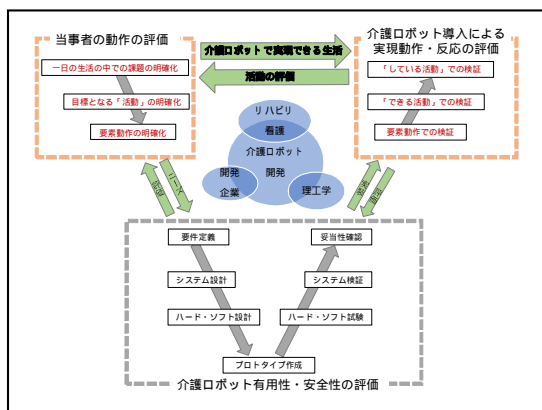 当事者の動作の評価
一日の生活の中での課題の明確化
目標となる「活動」の明確化
要素動作の明確化
介護ロボットで実現できる生活
活動の評価
介護ロボット導入による
実現動作・反応の評価
「している活動」での検証
「できる活動」での検証
要素動作での検証
リハビリ
看護
介護ロボット
開発
開発
企業
理工学
ニーズ
要件定義
システム設計
ハード・ソフト設計
プロトタイプ作成
妥当性確認
システム検証
ハード・ソフト試験
介護ロボット有用性・安全性の評価